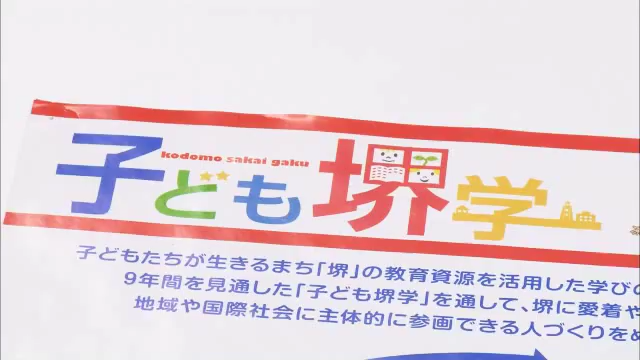 kodomo sakai gaku
子ども堺学
子どもたちが生きるまち「堺」の教育資源を活用した学びの
9年間を見通した「子ども堺学」を通して、堺に愛着や
地域や国際社会に主体的に参画できる人づくりをめ